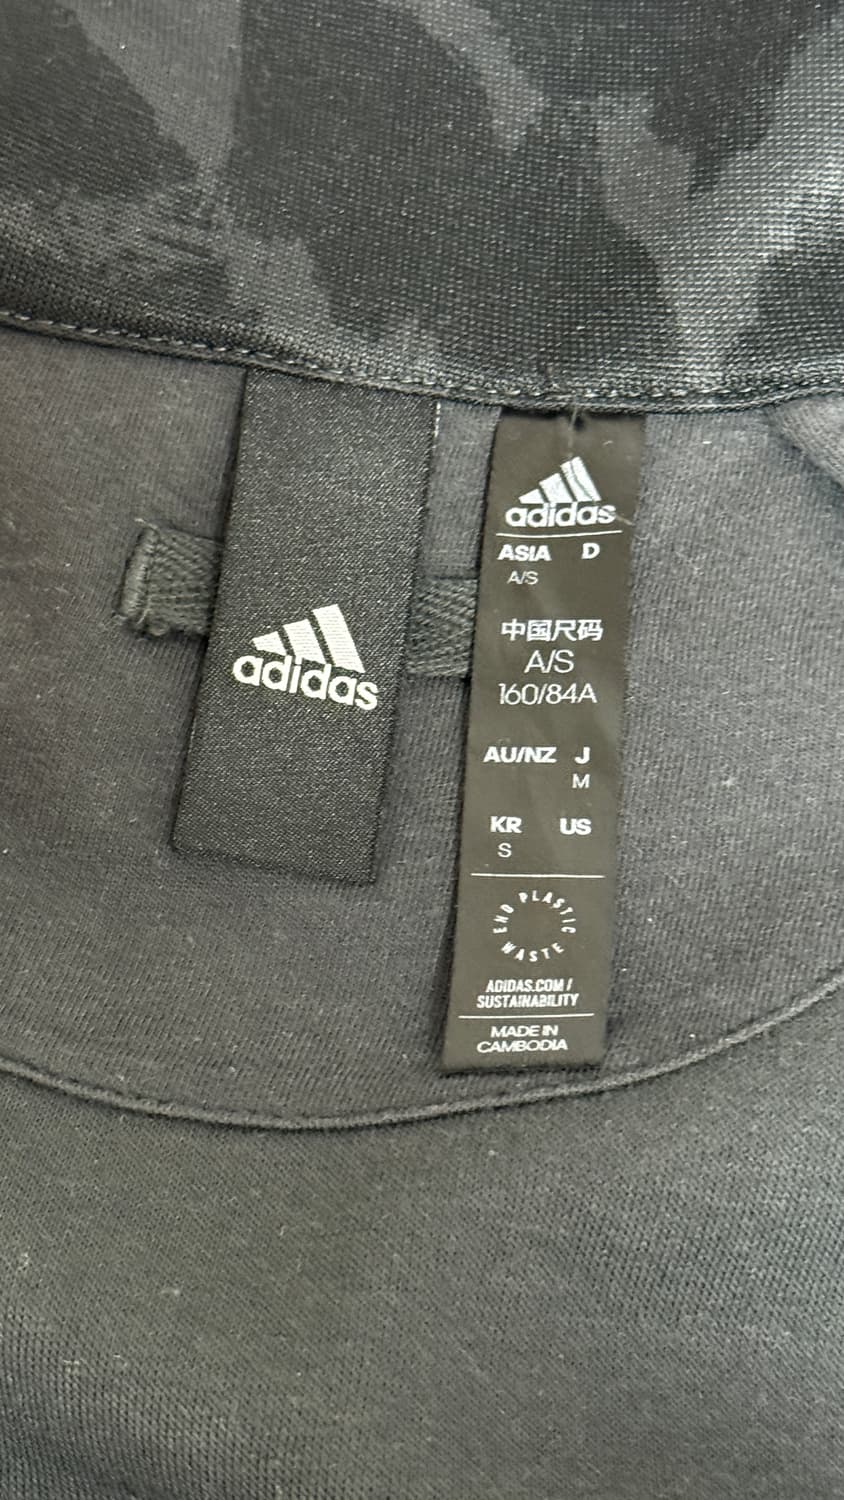 adidas
adidas
ASIA D
A/S
中国尺码
A/S
160/84A
AU/NZ J
M
KR US
S
END PLASTIC WASTE
ADIDAS.COM /
SUSTAINABILITY
MADE IN
CAMBODIA